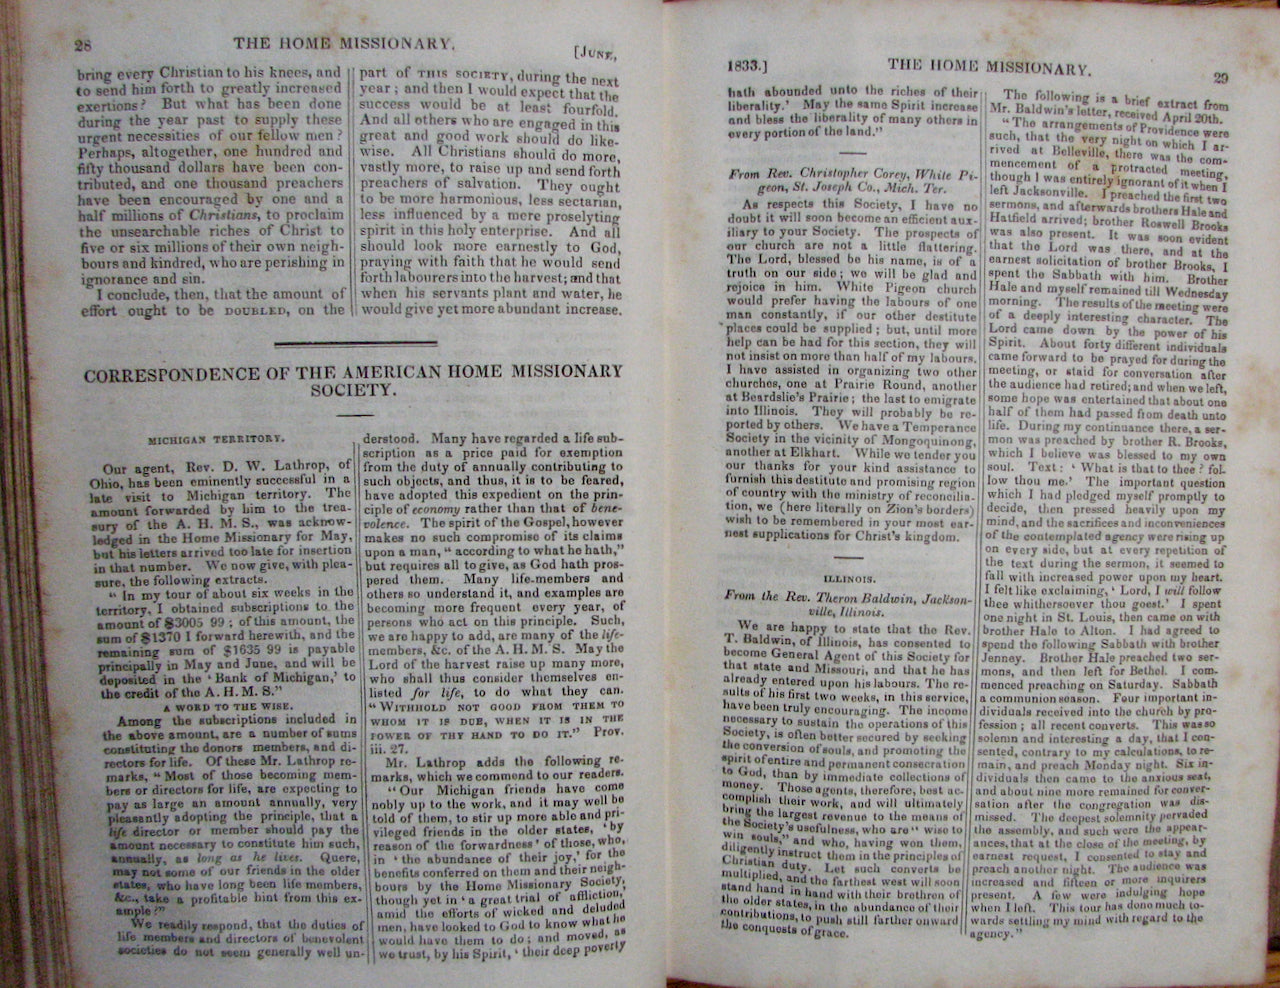 28
THE HOME MISSIONARY.
[June,
bring every Christian to his knees, and
to send him forth to greatly increased
exertions? But what has been done
during the year past to supply these
urgent necessities of our fellow men?
Perhaps, altogether, one hundred and
fifty thousand dollars have been con-
tributed, and one thousand preachers
have been encouraged by one and a
half millions of Christians, to proclaim
the unsearchable riches of Christ to
five or six millions of their own neigh-
bours and kindred, who are perishing in
ignorance and sin.
I conclude, then, that the amount of
effort ought to be DOUBLED, on the
part of THIS SOCIETY, during the next
year; and then I would expect that the
success would be at least fourfold.
And all others who are engaged in this
great and good work should do like-
wise. All Christians should do more,
vastly more, to raise up and send forth
preachers of salvation. They ought
to be more harmonious, less sectarian,
less influenced by a mere proselyting
spirit in this holy enterprise. And all
should look more earnestly to God,
praying with faith that he would send
forth labourers into the harvest; and that
when his servants plant and water, he
would give yet more abundant increase.
CORRESPONDENCE OF THE AMERICAN HOME MISSIONARY
SOCIETY.
MICHIGAN TERRITORY.
Our agent, Rev. D. W. Lathrop, of
Ohio, has been eminently successful in a
late visit to Michigan territory. The
amount forwarded by him to the trea-
sury of the A. H. M. S., was acknow-
ledged in the Home Missionary for May,
but his letters arrived too late for insertion
in that number. We now give, with plea-
sure, the following extracts.
"In my tour of about six weeks in the
territory, I obtained subscriptions to the
amount of $3005 99; of this amount, the
sum of $1370 I forward herewith, and the
remaining sum of $1635 99 is payable
principally in May and June, and will be
deposited in the 'Bank of Michigan,' to
the credit of the A. H. M. S."
A WORD TO THE WISE.
Among the subscriptions included in
the above amount, are a number of sums
constituting the donors members, and di-
rectors for life. Of these Mr. Lathrop re-
marks, "Most of those becoming mem-
bers or directors for life, are expecting to
pay as large an amount annually, very
pleasantly adopting the principle, that a
life director or member should pay the
amount necessary to constitute him such,
annually, as long as he lives. Quere,
may not some of our friends in the older
states, who have long been life members,
&c., take a profitable hint from this ex-
ample?"
We readily respond, that the duties of
life members and directors of benevolent
societies do not seem generally well un-
derstood. Many have regarded a life sub-
scription as a price paid for exemption
from the duty of annually contributing to
such objects, and thus, it is to be feared,
have adopted this expedient on the prin-
ciple of economy rather than that of bene-
volence. The spirit of the Gospel, however
makes no such compromise of its claims
upon a man, "according to what he hath,"
but requires all to give, as God hath pros-
pered them. Many life-members and
others so understand it, and examples are
becoming more frequent every year, of
persons who act on this principle. Such,
we are happy to add, are many of the life-
members, &c. of the A. H. M. S. May the
Lord of the harvest raise up many more,
who shall thus consider themselves en-
listed for life, to do what they can.
"WITHHOLD NOT GOOD FROM THEM TO
WHOM IT IS DUE, WHEN IT IS IN THE
POWER OF THY HAND TO DO IT." Prov.
iii. 27.
Mr. Lathrop adds the following re-
marks, which we commend to our readers.
"Our Michigan friends have come
nobly up to the work, and it may well be
told of them, to stir up more able and pri-
vileged friends in the older states, 'by
reason of the forwardness' of those, who,
in 'the abundance of their joy,' for the
benefits conferred on them and their neigh-
bours by the Home Missionary Society,
though yet in 'a great trial of affliction,'
amid the efforts of wicked and deluded
men, have looked to God to know what he
would have them to do; and moved, as
we trust, by his Spirit, 'their deep poverty
1833.]
THE HOME MISSIONARY.
29
hath abounded unto the riches of their
liberality.' May the same Spirit increase
and bless the liberality of many others in
every portion of the land."
From Rev. Christopher Corey, White Pi-
geon, St. Joseph Co., Mich. Ter.
As respects this Society, I have no
doubt it will soon become an efficient aux-
iliary to your Society. The prospects of
our church are not a little flattering.
The Lord, blessed be his name, is of a
truth on our side; we will be glad and
rejoice in him. White Pigeon church
would prefer having the labours of one
man constantly, if our other destitute
places could be supplied; but, until more
help can be had for this section, they will
not insist on more than half of my labours.
I have assisted in organizing two other
churches, one at Prairie Round, another
at Beardslie's Prairie; the last to emigrate
into Illinois. They will probably be re-
ported by others. We have a Temperance
Society in the vicinity of Mongoquinong,
another at Elkhart. While we tender you
our thanks for your kind assistance to
furnish this destitute and promising region
of country with the ministry of reconcilia-
tion, we (here literally on Zion's borders)
wish to be remembered in your most ear-
nest supplications for Christ's kingdom.
ILLINOIS.
From the Rev. Theron Baldwin, Jackson-
ville, Illinois.
We are happy to state that the Rev.
T. Baldwin, of Illinois, has consented to
become General Agent of this Society for
that state and Missouri, and that he has
already entered upon his labours. The re-
sults of his first two weeks, in this service,
have been truly encouraging. The income
necessary to sustain the operations of this
Society, is often better secured by seeking
the conversion of souls, and promoting the
spirit of entire and permanent consecration
to God, than by immediate collections of
money. Those agents, therefore, best ac-
complish their work, and will ultimately
bring the largest revenue to the means of
the Society's usefulness, who are "wise to
win souls," and who, having won them,
diligently instruct them in the principles of
Christian duty. Let such converts be
multiplied, and the farthest west will soon
stand hand in hand with their brethren of
the older states, in the abundance of their
contributions, to push still farther onward
the conquests of grace.
The following is a brief extract from
Mr. Baldwin's letter, received April 20th.
"The arrangements of Providence were
such, that the very night on which I ar-
rived at Belleville, there was the com-
mencement of a protracted meeting,
though I was entirely ignorant of it when I
left Jacksonville. I preached the first two
sermons, and afterwards brothers Hale and
Hatfield arrived; brother Roswell Brooks
was also present. It was soon evident
that the Lord was there, and at the
earnest solicitation of brother Brooks, I
spent the Sabbath with him. Brother
Hale and myself remained till Wednesday
morning. The results of the meeting were
of a deeply interesting character. The
Lord came down by the power of his
Spirit. About forty different individuals
came forward to be prayed for during the
meeting, or staid for conversation after
the audience had retired; and when we left,
some hope was entertained that about one
half of them had passed from death unto
life. During my continuance there, a ser-
mon was preached by brother R. Brooks,
which I believe was blessed to my own
soul. Text: 'What is that to thee? fol-
low thou me.' The important question
which I had pledged myself promptly to
decide, then pressed heavily upon my
mind, and the sacrifices and inconveniences
of the contemplated agency were rising up
on every side, but at every repetition of
the text during the sermon, it seemed to
fall with increased power upon my heart.
I felt like exclaiming, 'Lord, I will follow
thee whithersoever thou goest.' I spent
one night in St. Louis, then came on with
brother Hale to Alton. I had agreed to
spend the following Sabbath with brother
Jenney. Brother Hale preached two ser-
mons, and then left for Bethel. I com-
menced preaching on Saturday. Sabbath
a communion season. Four important in-
dividuals received into the church by pro-
fession; all recent converts. This was so
solemn and interesting a day, that I con-
sented, contrary to my calculations, to re-
main, and preach Monday night. Six in-
dividuals then came to the anxious seat,
and about nine more remained for conver-
sation after the congregation was dis-
missed. The deepest solemnity pervaded
the assembly, and such were the appear-
ances, that at the close of the meeting, by
earnest request, I consented to stay and
preach another night. The audience was
increased and fifteen or more inquirers
present. A few were indulging hope
when I left. This tour has done much to-
wards settling my mind with regard to the
agency."